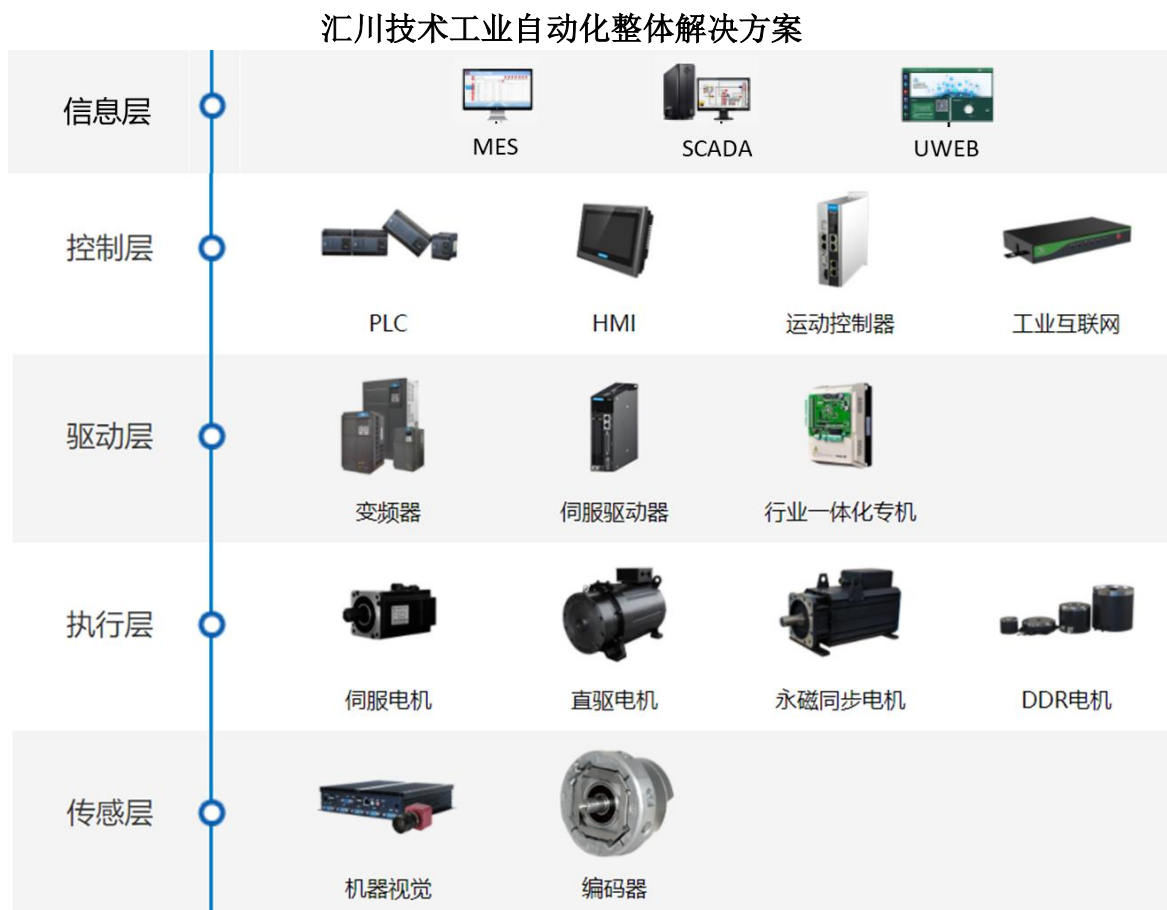 汇川技术工业自动化整体解决方案
信息层
MES
SCADA
UWEB
控制层
PLC
HMI
运动控制器
工业互联网
驱动层
变频器
伺服驱动器
行业一体化专机
执行层
伺服电机
直驱电机
永磁同步电机
DDR电机
传感层
机器视觉
编码器